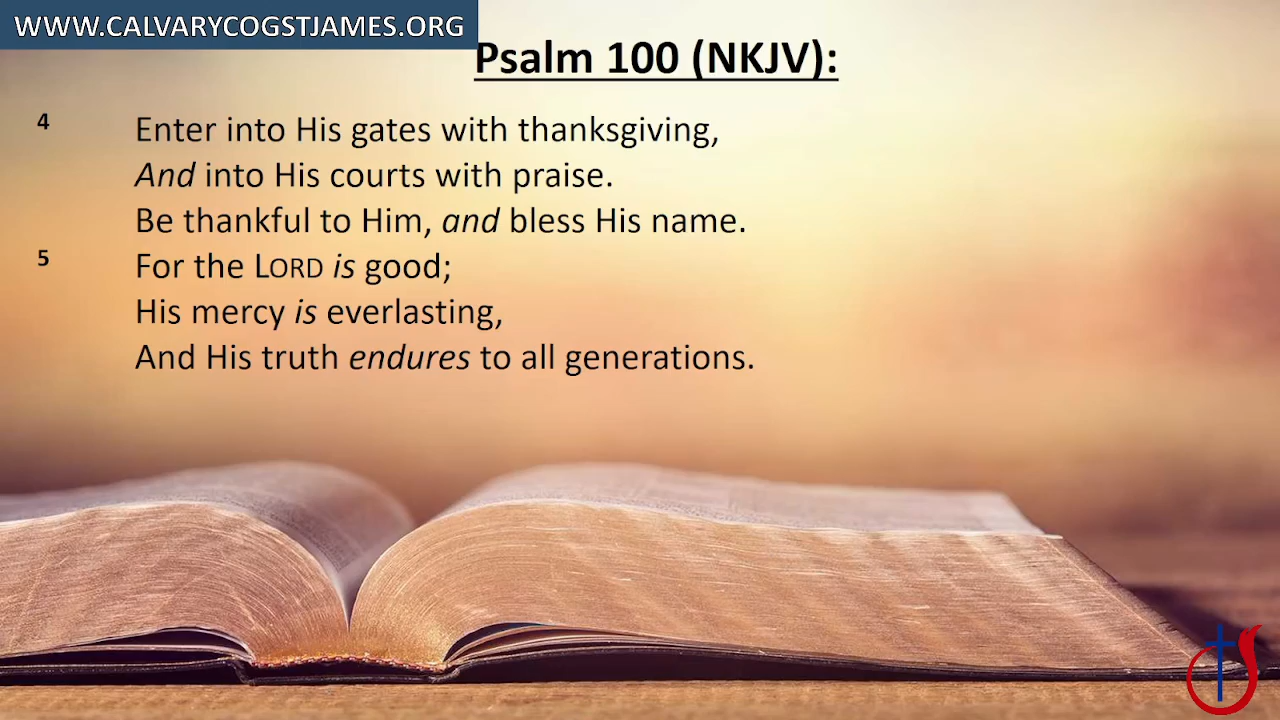 WWW.CALVARYCOGSTJAMES.ORG
Psalm 100 (NKJV):
4 Enter into His gates with thanksgiving,
And into His courts with praise.
Be thankful to Him, and bless His name.
5 For the LORD is good;
His mercy is everlasting,
And His truth endures to all generations.